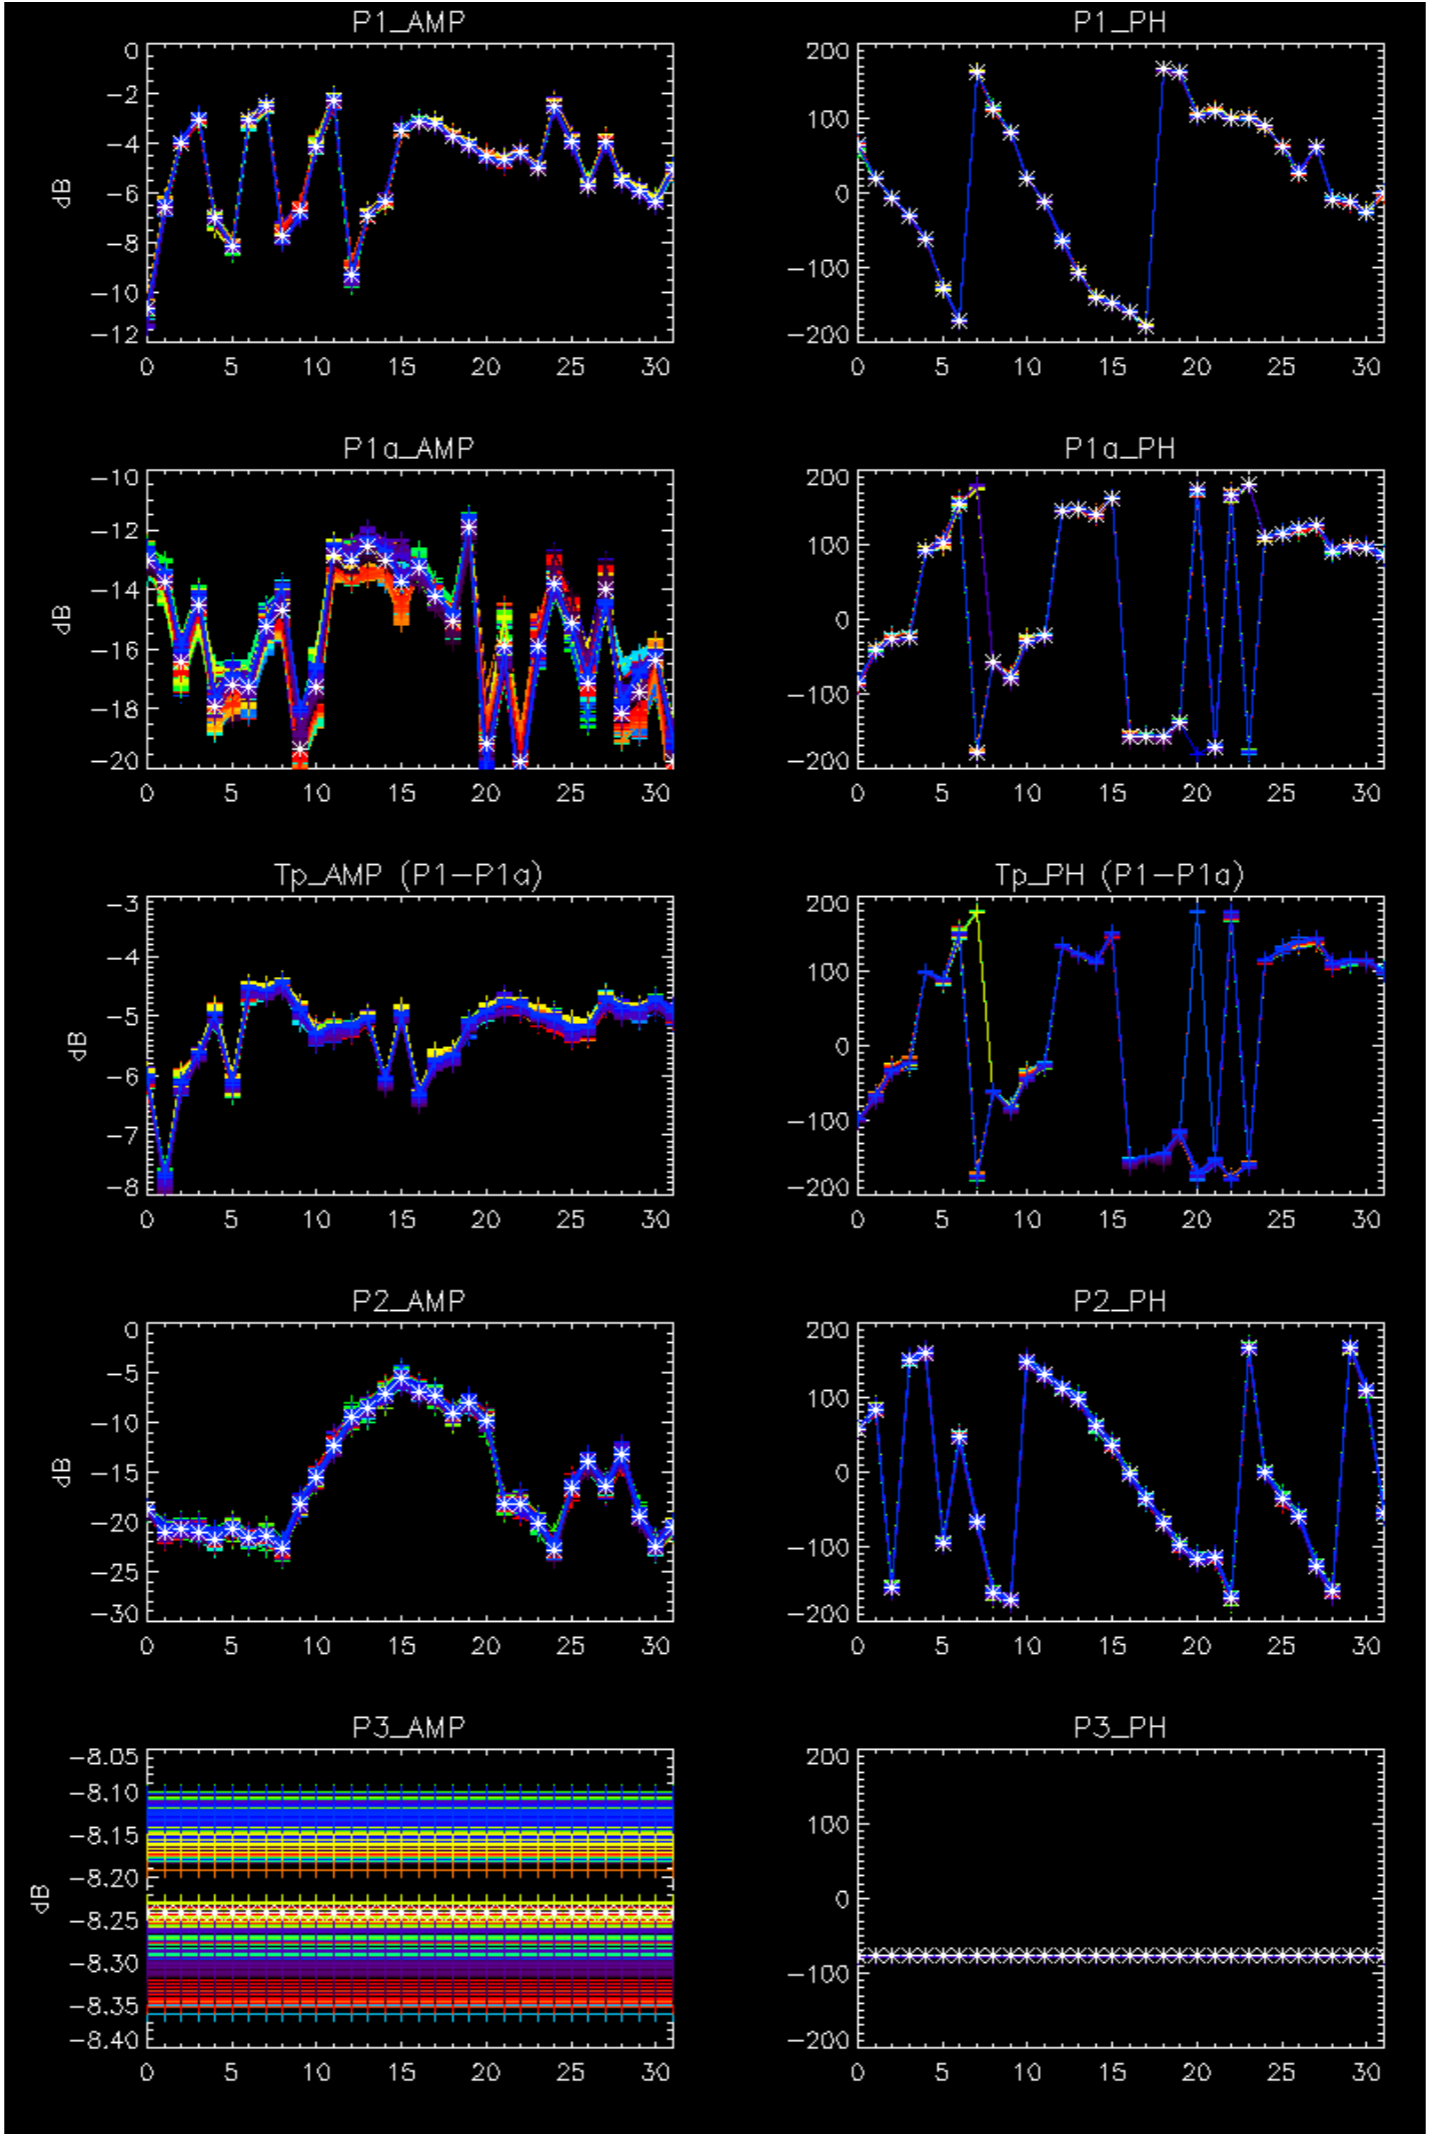 P1_AMP P1_PH
0 200
−2
100
−4
dB −6 0
−8
−100
−10
−12 −200
0 5 10 15 20 25 30 0 5 10 15 20 25 30
P1a_AMP P1a_PH
−10 200
−12
100
−14
dB 0
−16
−100
−18
−20 −200
0 5 10 15 20 25 30 0 5 10 15 20 25 30
Tp_AMP (P1−P1a) Tp_PH (P1−P1a)
−3 200
−4
100
−5
dB 0
−6
−100
−7
−8 −200
0 5 10 15 20 25 30 0 5 10 15 20 25 30
P2_AMP P2_PH
0 200
−5
100
−10
dB −15 0
−20
−100
−25
−30 −200
0 5 10 15 20 25 30 0 5 10 15 20 25 30
P3_AMP P3_PH
−8.05 200
−8.10
100
−8.15
−8.20
dB 0
−8.25
−8.30
−100
−8.35
−8.40 −200
0 5 10 15 20 25 30 0 5 10 15 20 25 30